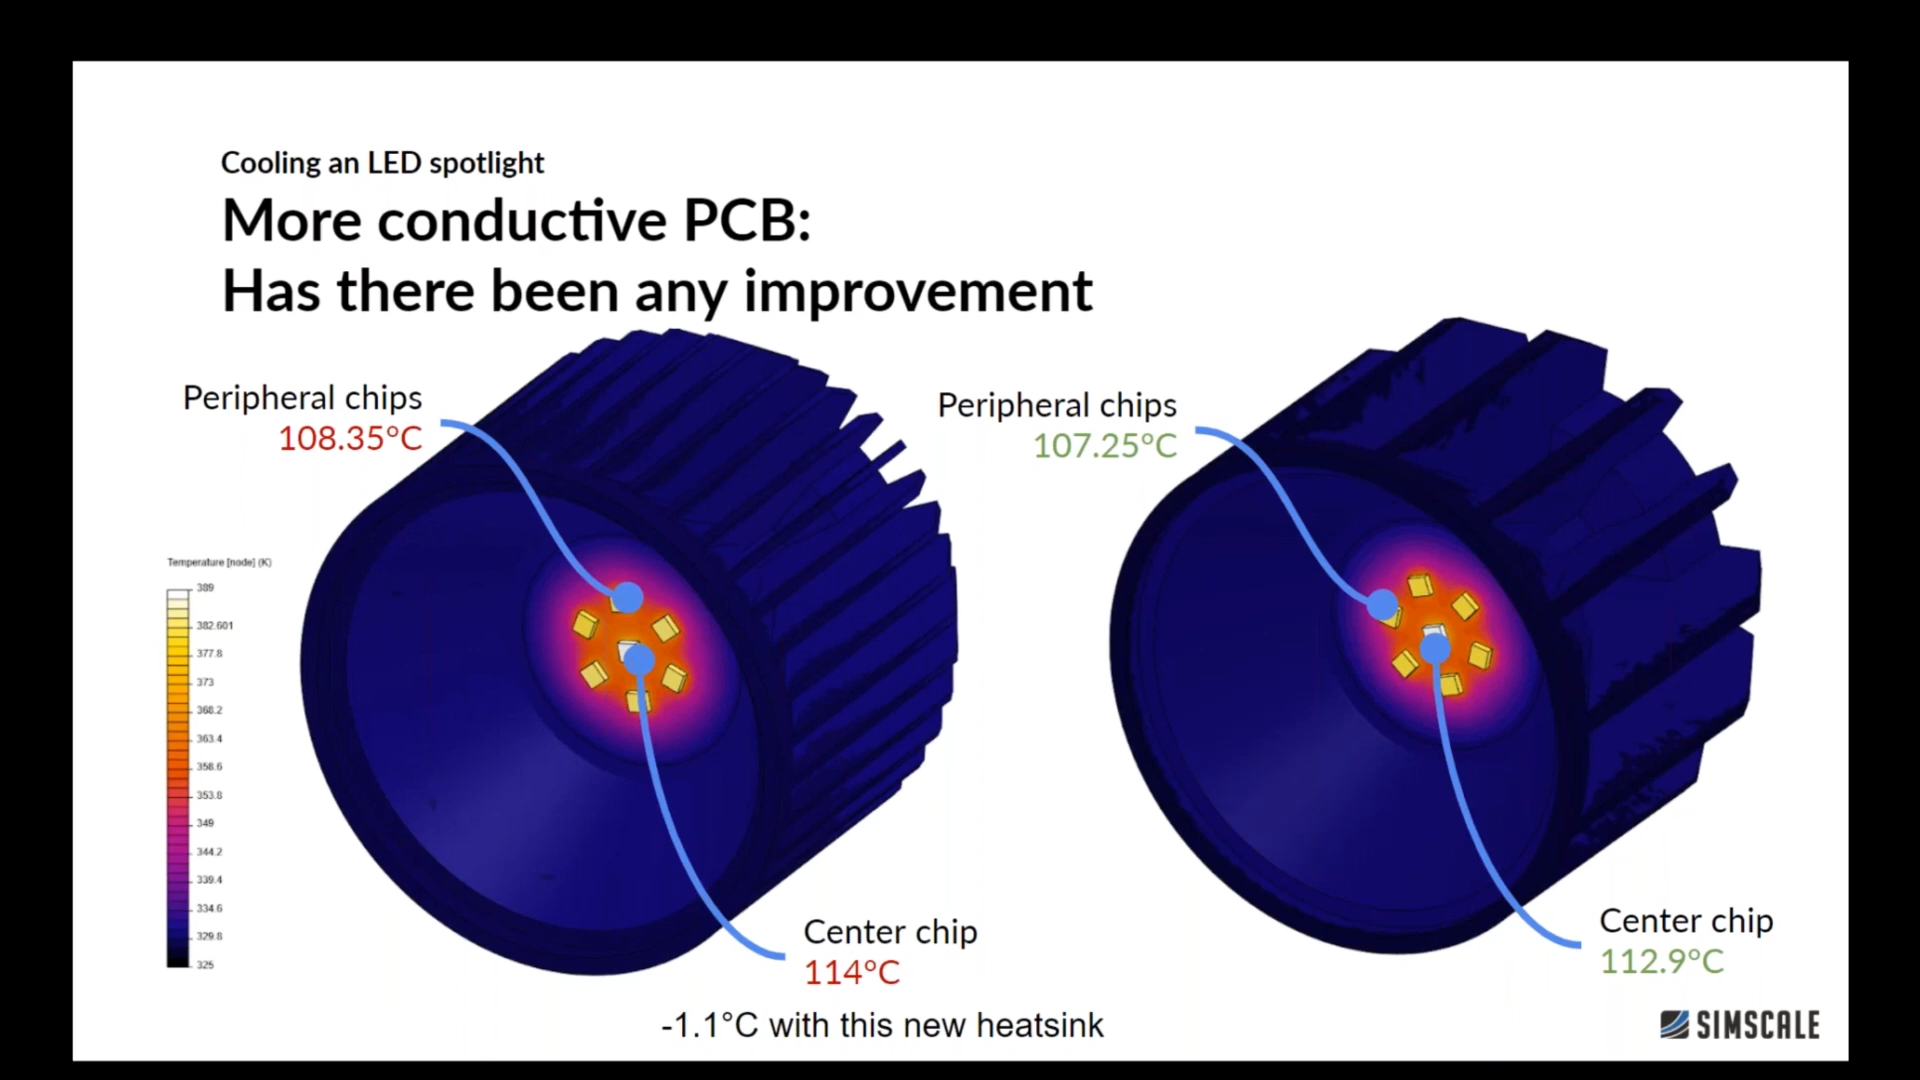 Cooling an LED spotlight
More conductive PCB:
Has there been any improvement
Peripheral chips
108.35°C
Peripheral chips
107.25°C
Temperature [node] (K)
389
382.601
377.8
373
368.2
363.4
358.6
353.8
349
344.2
339.4
334.6
329.8
325
Center chip
114°C
Center chip
112.9°C
-1.1°C with this new heatsink
SIMSCALE